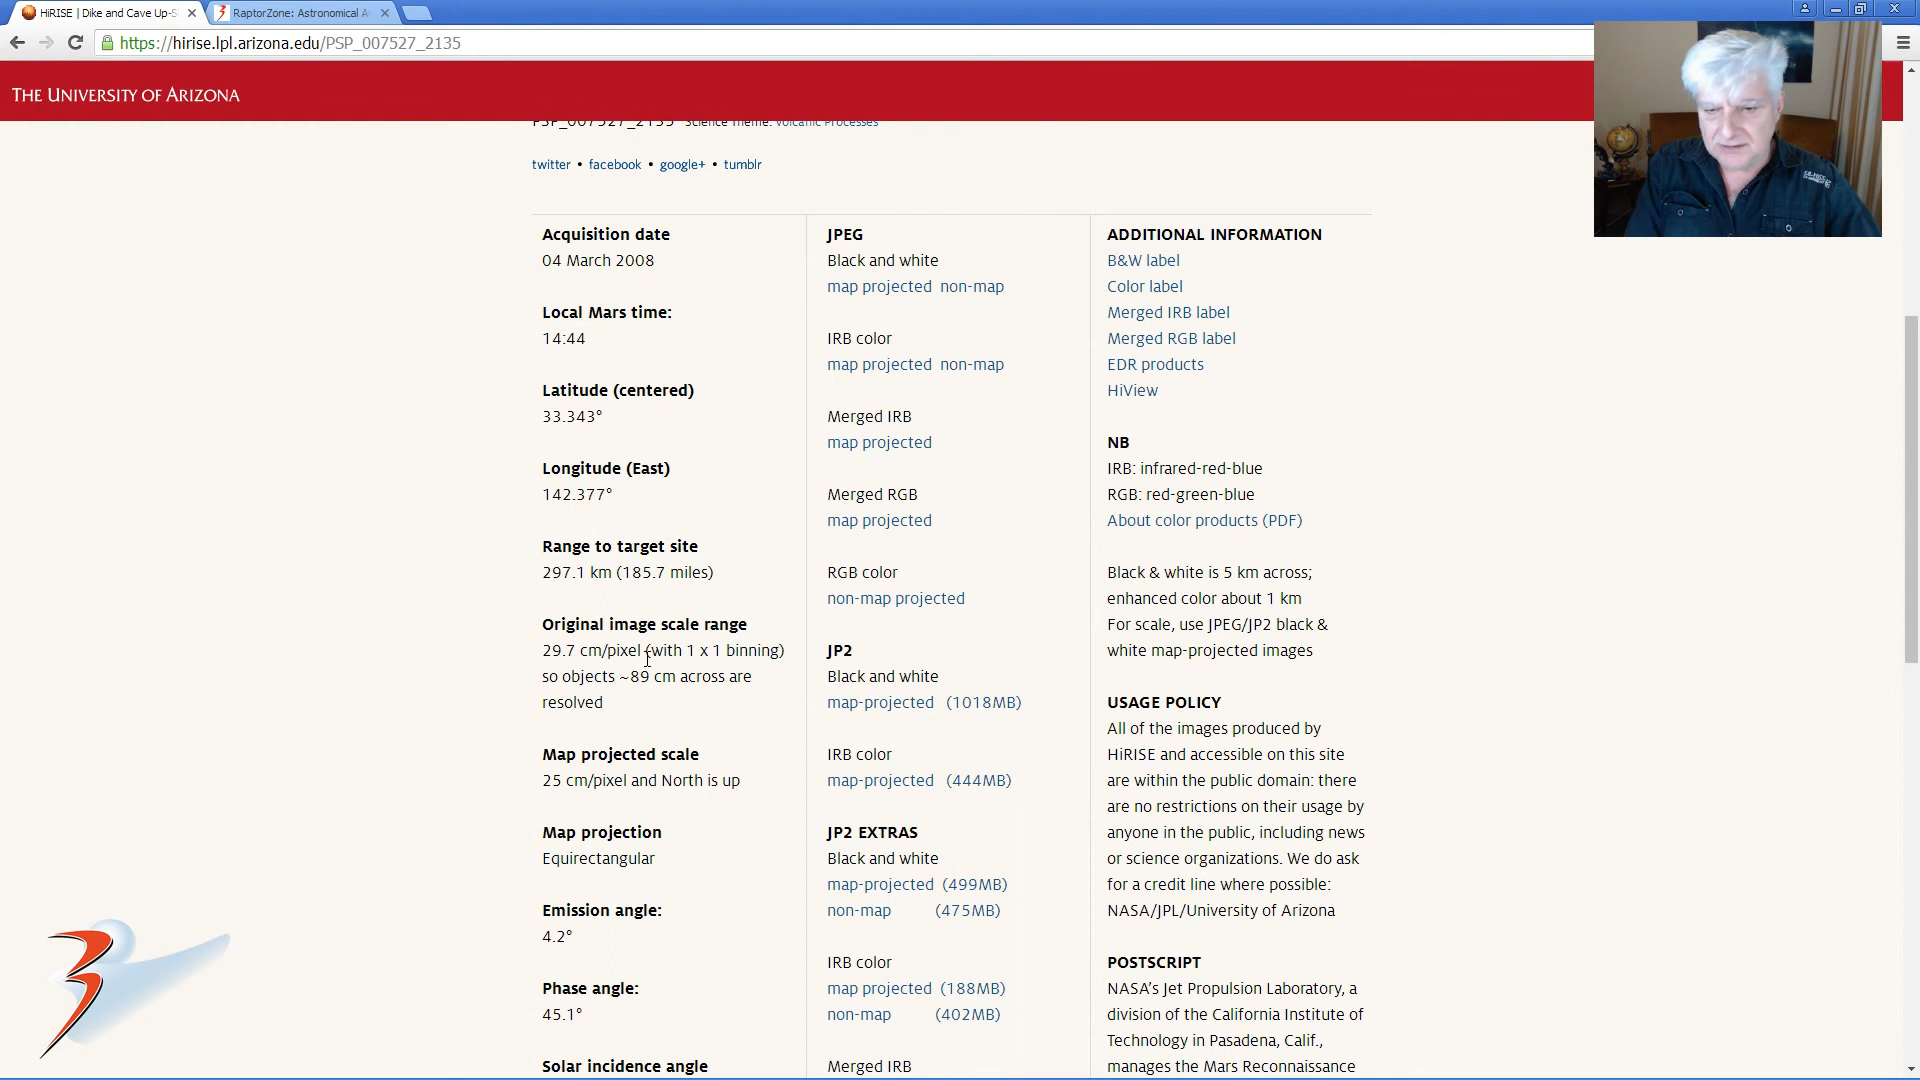 HiRISE | Dike and Cave Up-S
RaptorZone: Astronomical A
https://hirise.lpl.arizona.edu/PSP_007527_2135
THE UNIVERSITY OF ARIZONA
PSP_007527_2135 Science Theme: Volcanic Processes
twitter • facebook • google+ • tumblr
Acquisition date
04 March 2008
Local Mars time:
14:44
Latitude (centered)
33.343°
Longitude (East)
142.377°
Range to target site
297.1 km (185.7 miles)
Original image scale range
29.7 cm/pixel (with 1 x 1 binning)
so objects ~89 cm across are
resolved
Map projected scale
25 cm/pixel and North is up
Map projection
Equirectangular
Emission angle:
4.2°
Phase angle:
45.1°
Solar incidence angle
JPEG
Black and white
map projected non-map
IRB color
map projected non-map
Merged IRB
map projected
Merged RGB
map projected
RGB color
non-map projected
JP2
Black and white
map-projected (1018MB)
IRB color
map-projected (444MB)
JP2 EXTRAS
Black and white
map-projected (499MB)
non-map (475MB)
IRB color
map projected (188MB)
non-map (402MB)
Merged IRB
ADDITIONAL INFORMATION
B&W label
Color label
Merged IRB label
Merged RGB label
EDR products
HiView
NB
IRB: infrared-red-blue
RGB: red-green-blue
About color products (PDF)
Black & white is 5 km across;
enhanced color about 1 km
For scale, use JPEG/JP2 black &
white map-projected images
USAGE POLICY
All of the images produced by
HiRISE and accessible on this site
are within the public domain: there
are no restrictions on their usage by
anyone in the public, including news
or science organizations. We do ask
for a credit line where possible:
NASA/JPL/University of Arizona
POSTSCRIPT
NASA's Jet Propulsion Laboratory, a
division of the California Institute of
Technology in Pasadena, Calif.,
manages the Mars Reconnaissance